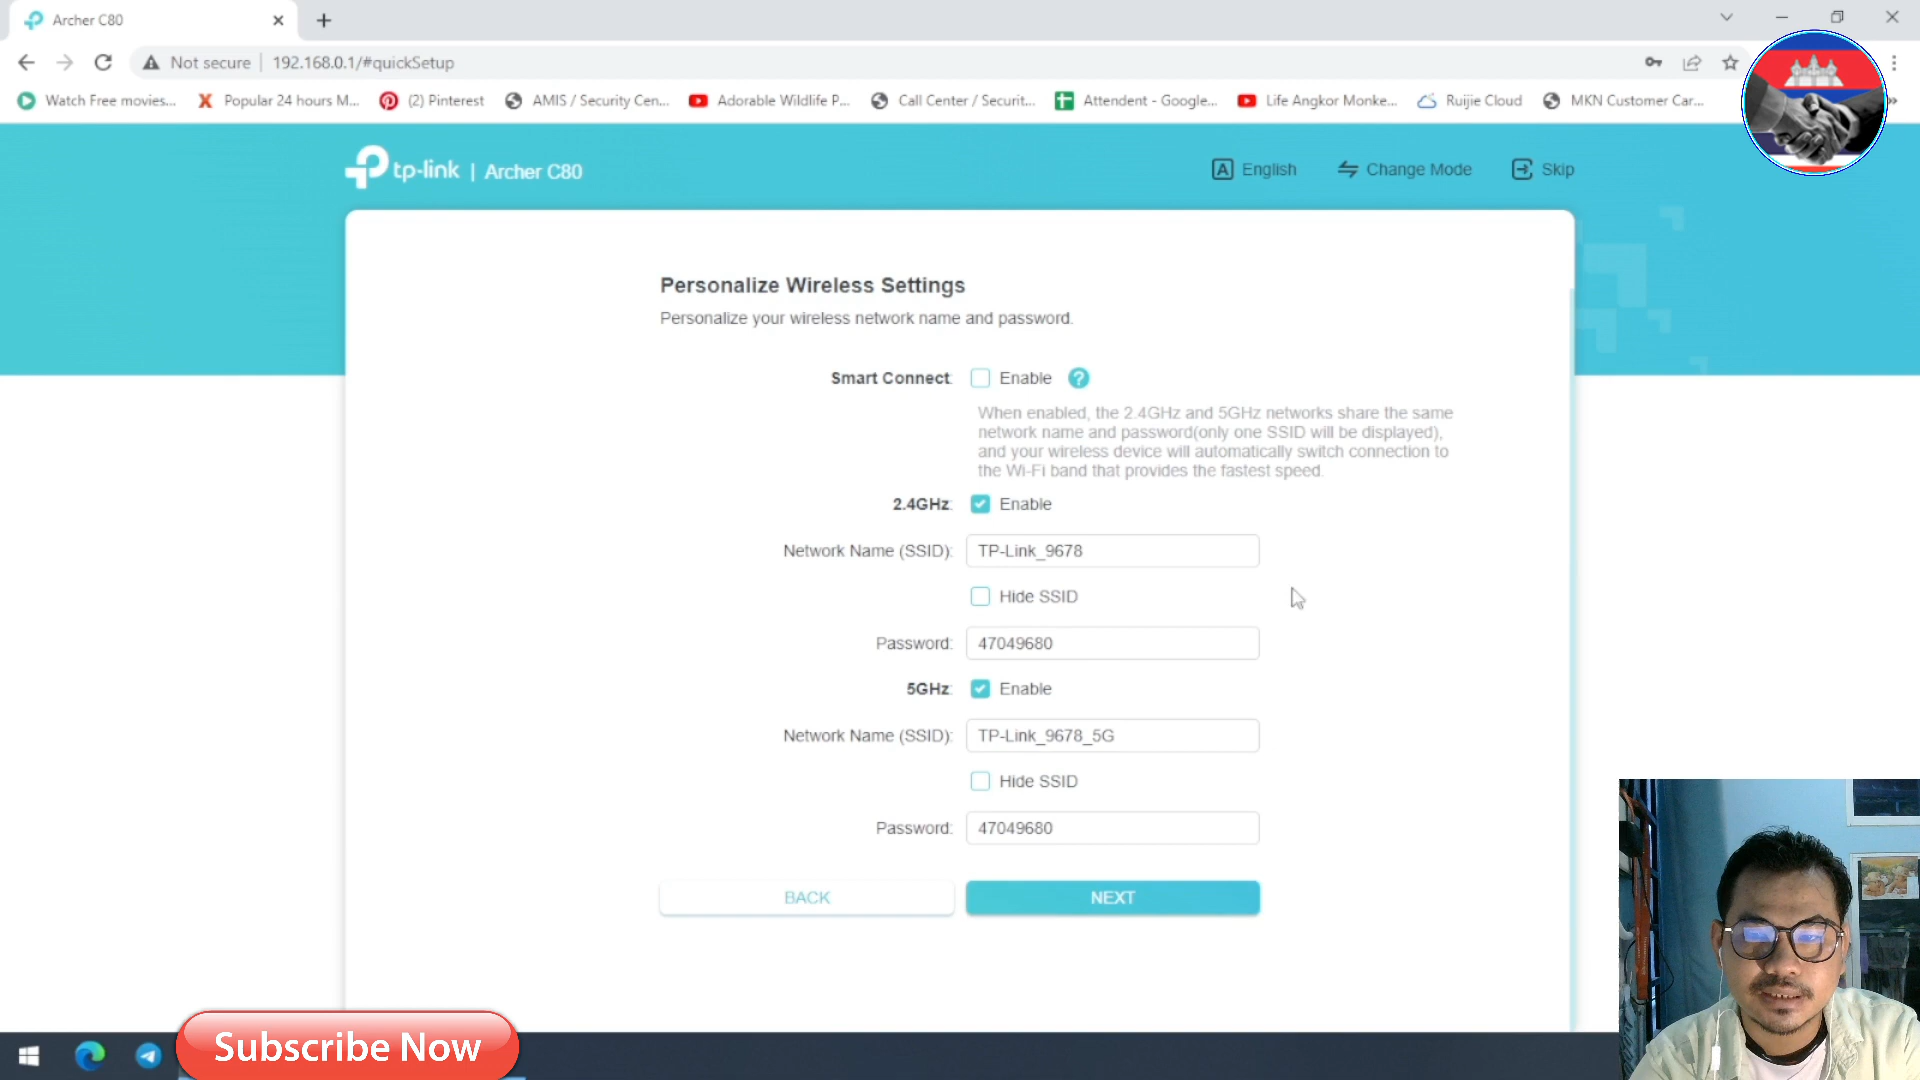 Archer C80
Not secure
192.168.0.1/#quickSetup
Watch Free movies...
Popular 24 hours M...
(2) Pinterest
AMIS / Security Cen...
Adorable Wildlife P...
Call Center / Securit...
Attendent - Google...
Life Angkor Monke...
Ruijie Cloud
MKN Customer Car...
tp-link | Archer C80
A English
Change Mode
Skip
Personalize Wireless Settings
Personalize your wireless network name and password.
Smart Connect: Enable ?
When enabled, the 2.4GHz and 5GHz networks share the same
network name and password(only one SSID will be displayed),
and your wireless device will automatically switch connection to
the Wi-Fi band that provides the fastest speed.
2.4GHz: Enable
Network Name (SSID): TP-Link_9678
Hide SSID
Password: 47049680
5GHz: Enable
Network Name (SSID): TP-Link_9678_5G
Hide SSID
Password: 47049680
BACK
NEXT
Subscribe Now